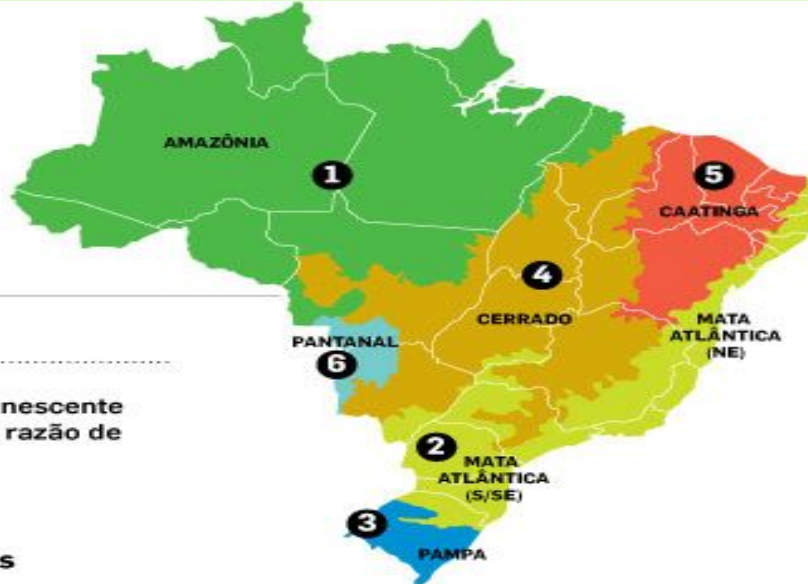 AMAZÔNIA
1
5
CAATINGA
4
CERRADO
MATA
ATLÂNTICA
(NE)
PANTANAL
6
razão de
2
MATA
ATLÂNTICA
(S/SE)
3
PAMPA